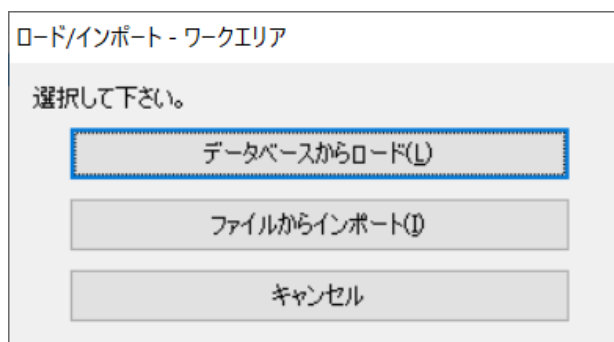 ロード/インポート - ワークエリア
選択して下さい。
データベースからロード(L)
ファイルからインポート(I)
キャンセル